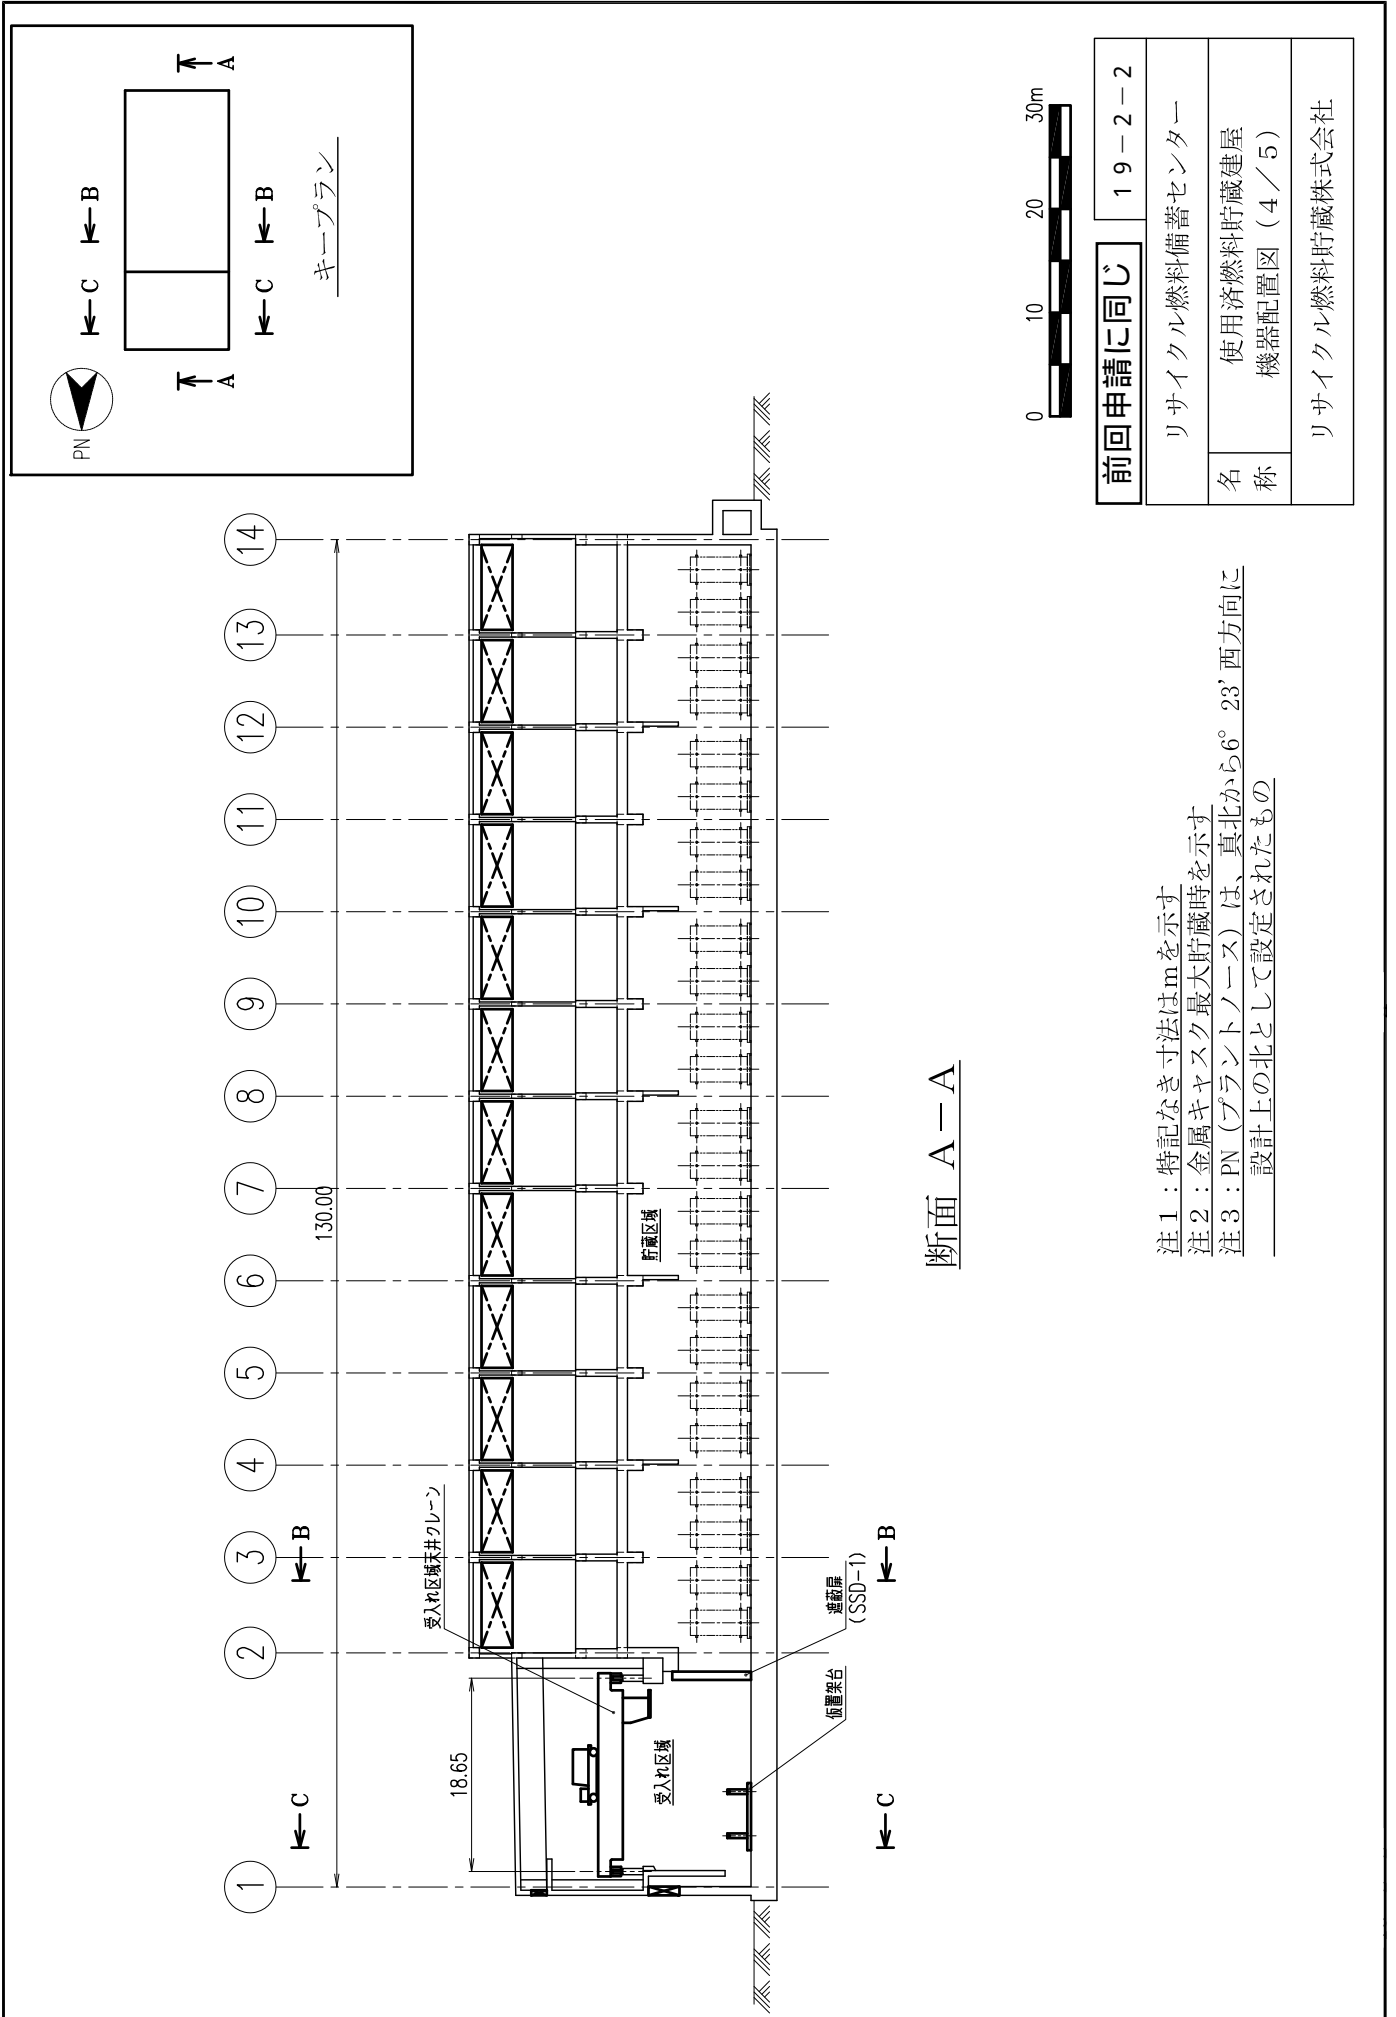 PN
A
A
B
B
C
C
キープラン
1
2
3
4
5
6
7
8
9
10
11
12
13
14
130.00
C
B
18.65
受入れ区域天井クレーン
受入れ区域
貯蔵区域
仮置架台
遮蔽扉
(SSD-1)
C
B
断面 A－A
0 10 20 30m
注１：特記なき寸法はmを示す
注２：金属キャスク最大貯蔵時を示す
注３：PN（プラントノース）は、真北から6° 23’ 西方向に
設計上の北として設定されたもの
前回申請に同じ
１９－２－２
リサイクル燃料備蓄センター
名称
使用済燃料貯蔵建屋
機器配置図（４／５）
リサイクル燃料貯蔵株式会社